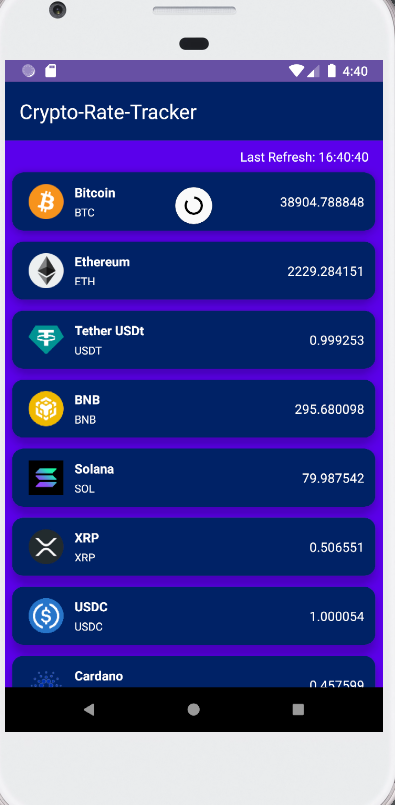 4:40
Crypto-Rate-Tracker
Last Refresh: 16:40:40
Bitcoin
BTC
38904.788848
Ethereum
ETH
2229.284151
Tether USDt
USDT
0.999253
BNB
BNB
295.680098
Solana
SOL
79.987542
XRP
XRP
0.506551
USDC
USDC
1.000054
Cardano
0.457599